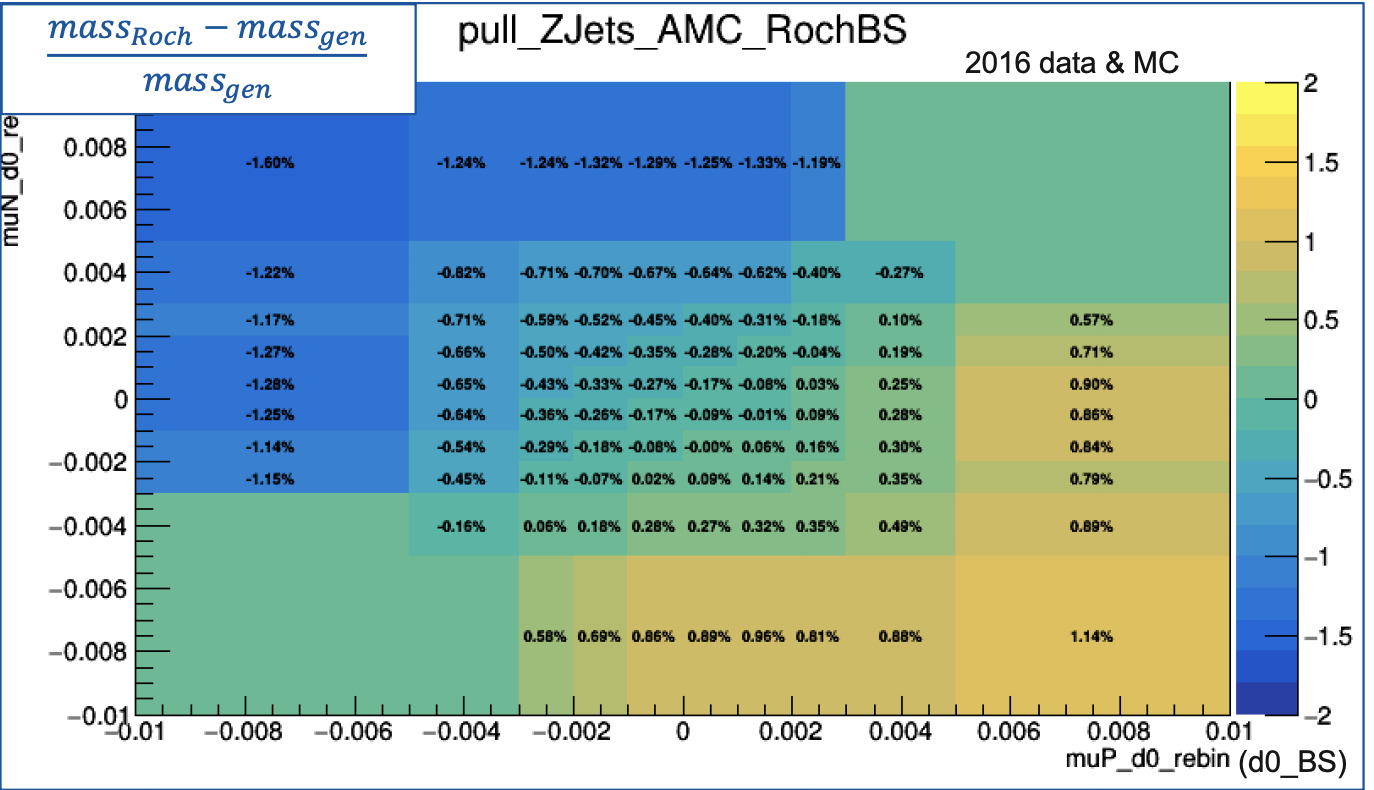 mass_Roch − mass_gen
mass_gen
pull_ZJets_AMC_RochBS
2016 data & MC
muN_d0_re
0.008
0.006
0.004
0.002
0
−0.002
−0.004
−0.006
−0.008
−0.01
-1.60% -1.24% -1.24% -1.32% -1.29% -1.25% -1.33% -1.19%
-1.22% -0.82% -0.71% -0.70% -0.67% -0.64% -0.62% -0.40% -0.27%
-1.17% -0.71% -0.59% -0.52% -0.45% -0.40% -0.31% -0.18% 0.10% 0.57%
-1.27% -0.66% -0.50% -0.42% -0.35% -0.28% -0.20% -0.04% 0.19% 0.71%
-1.28% -0.65% -0.43% -0.33% -0.27% -0.17% -0.08% 0.03% 0.25% 0.90%
-1.25% -0.64% -0.36% -0.26% -0.17% -0.09% -0.01% 0.09% 0.28% 0.86%
-1.14% -0.54% -0.29% -0.18% -0.08% -0.00% 0.06% 0.16% 0.30% 0.84%
-1.15% -0.45% -0.11% -0.07% 0.02% 0.09% 0.14% 0.21% 0.35% 0.79%
-0.16% 0.06% 0.18% 0.28% 0.27% 0.32% 0.35% 0.49% 0.89%
0.58% 0.69% 0.86% 0.89% 0.96% 0.81% 0.88% 1.14%
−0.01 −0.008 −0.006 −0.004 −0.002 0 0.002 0.004 0.006 0.008 0.01
muP_d0_rebin (d0_BS)
2
1.5
1
0.5
0
−0.5
−1
−1.5
−2